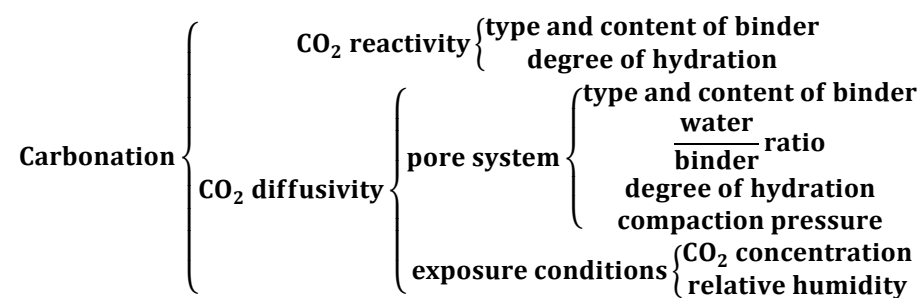 Carbonation
CO₂ reactivity
type and content of binder
degree of hydration
CO₂ diffusivity
pore system
type and content of binder
water
binder
ratio
degree of hydration
compaction pressure
exposure conditions
CO₂ concentration
relative humidity